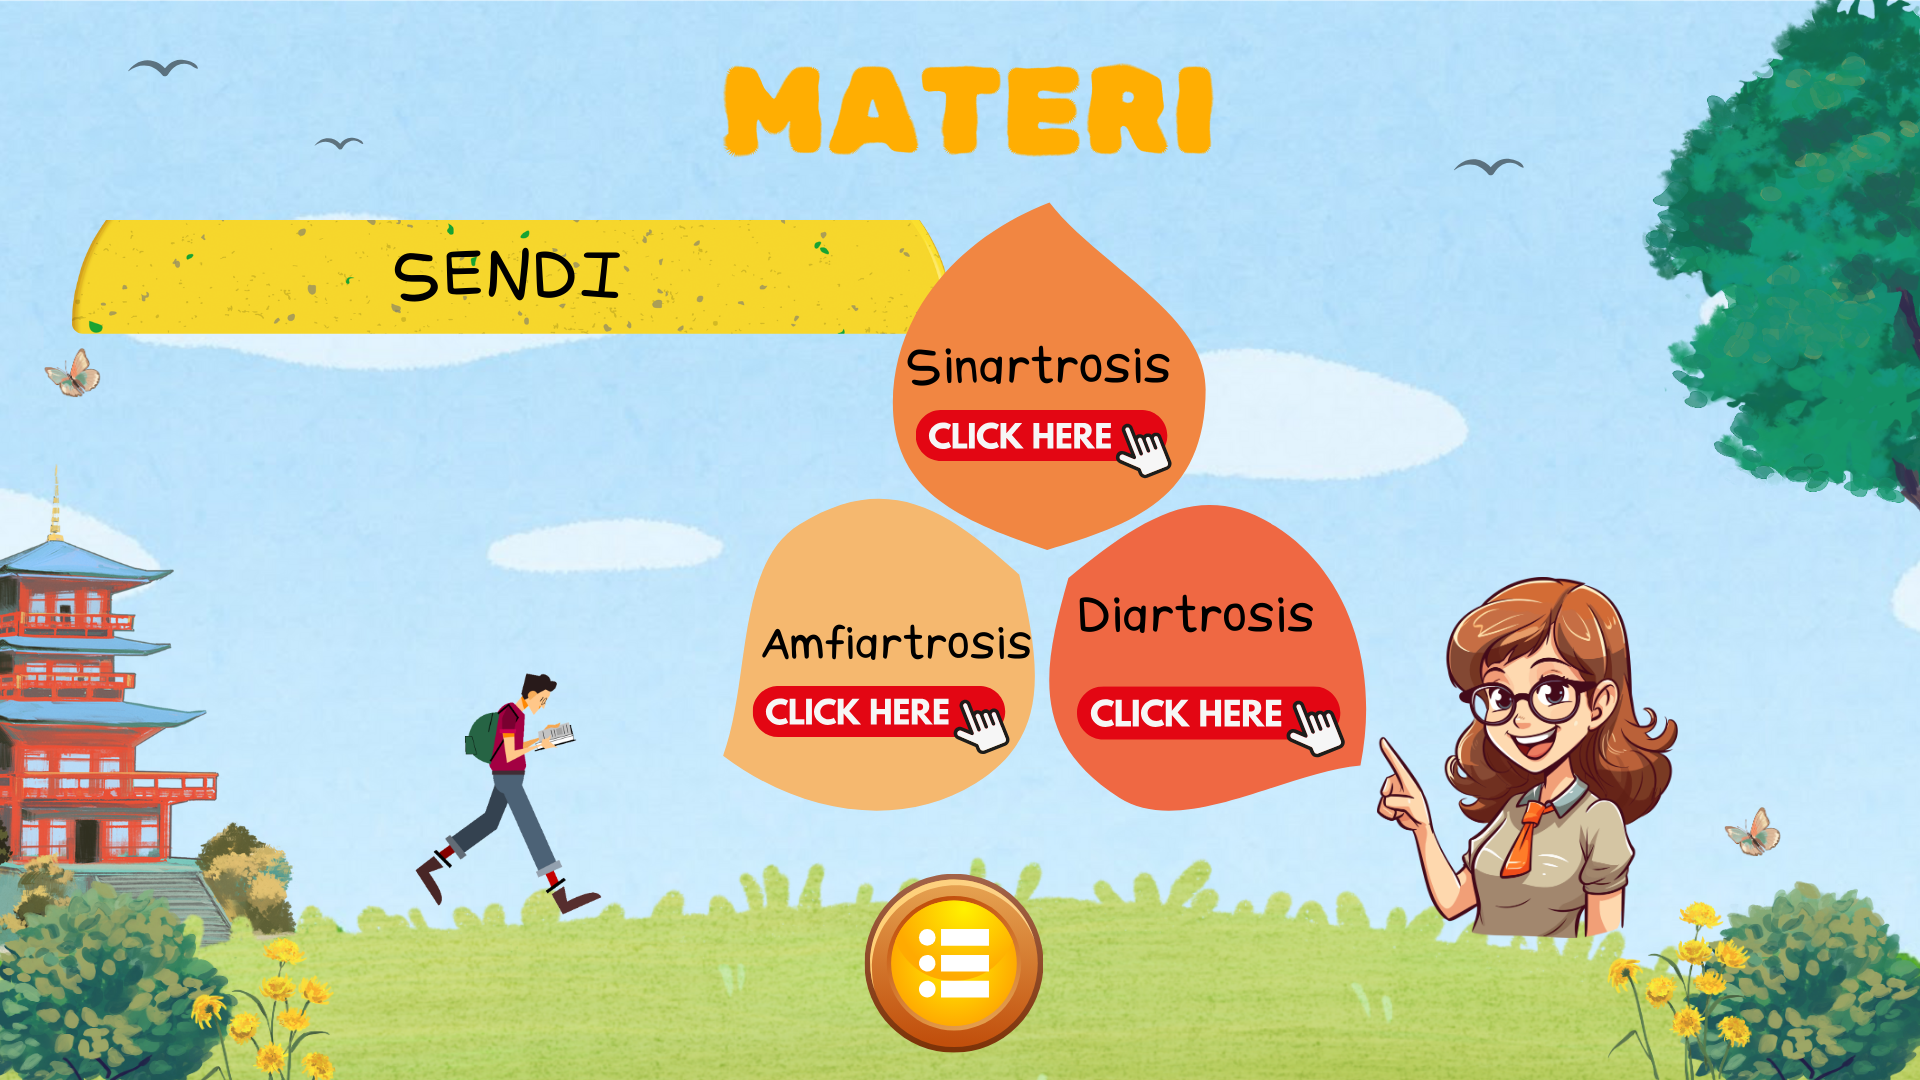 MATERI
SENDI
Sinartrosis
CLICK HERE
Amfiartrosis
CLICK HERE
Diartrosis
CLICK HERE